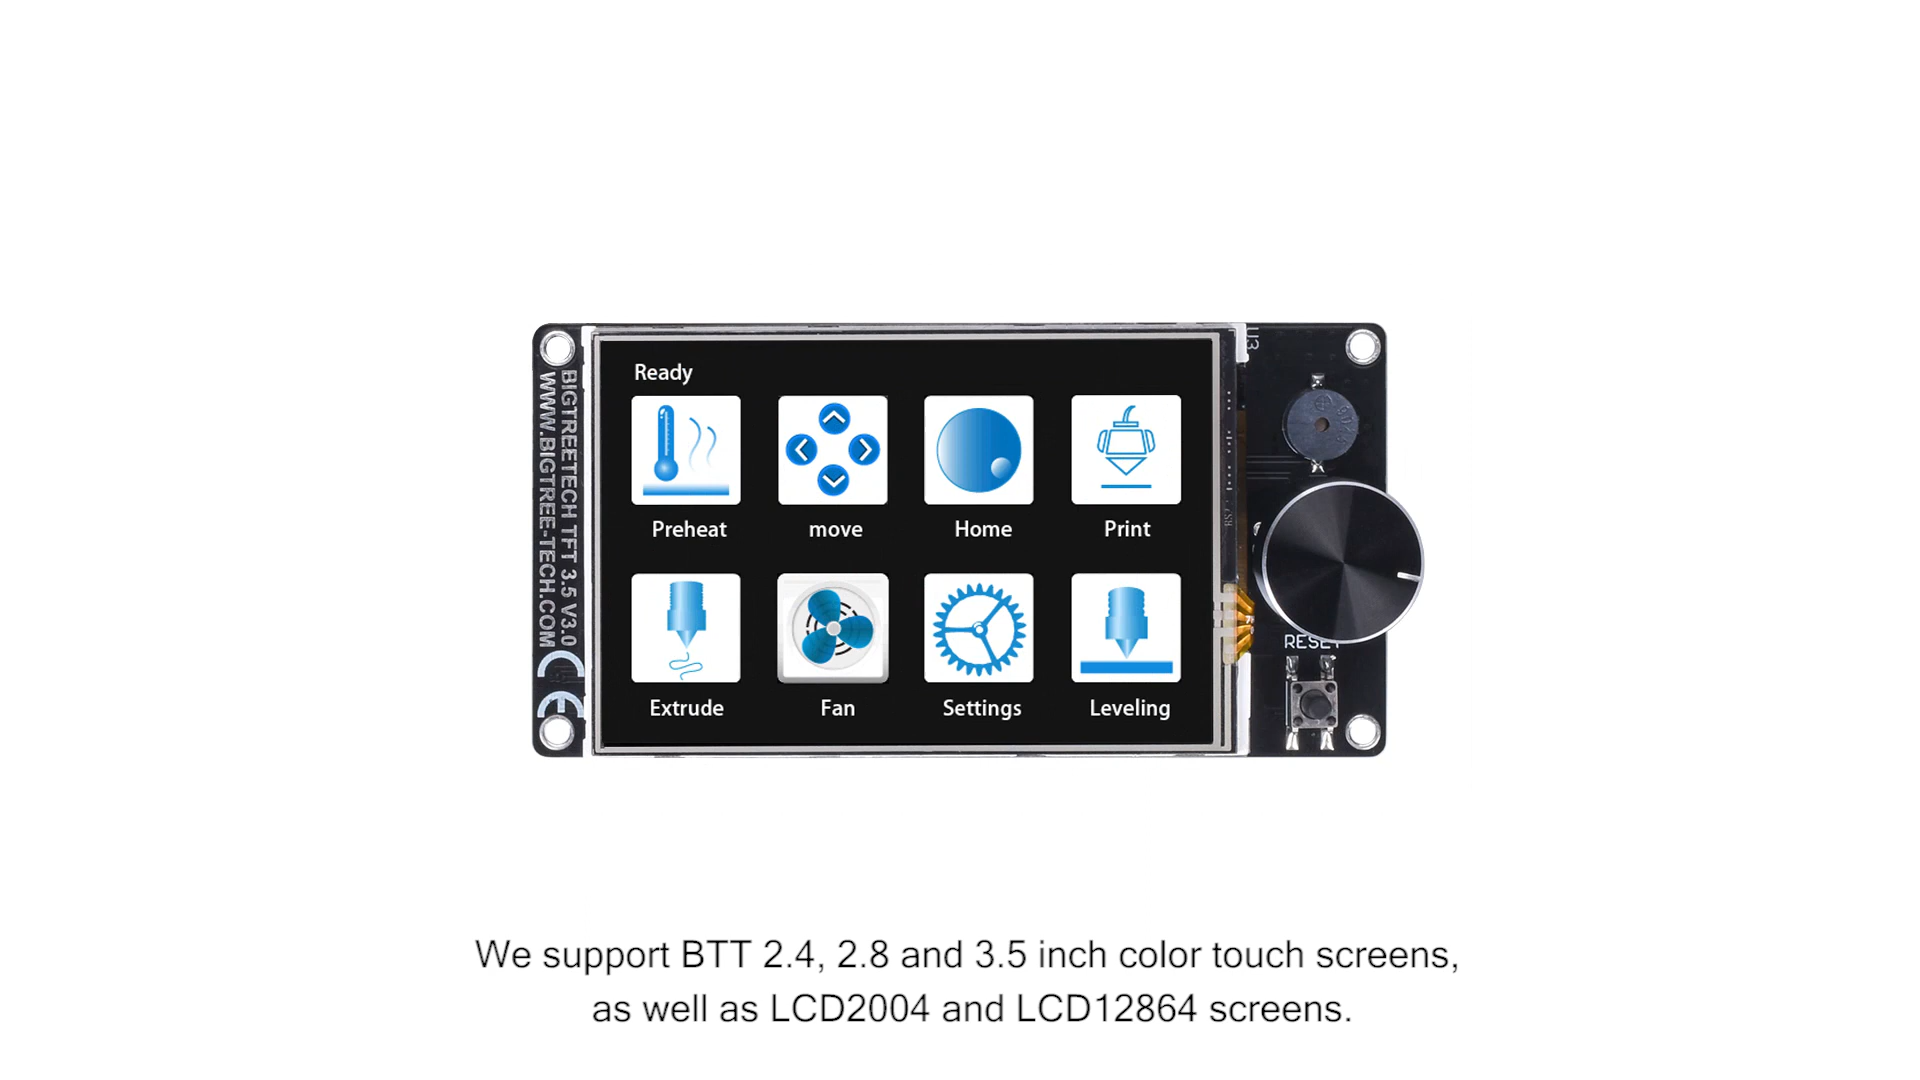 Ready
Preheat
move
Home
Print
Extrude
Fan
Settings
Leveling
BIGTREETECH TFT 3.5 V3.0
WWW.BIGTREE-TECH.COM
CE
RESET
We support BTT 2.4, 2.8 and 3.5 inch color touch screens,
as well as LCD2004 and LCD12864 screens.